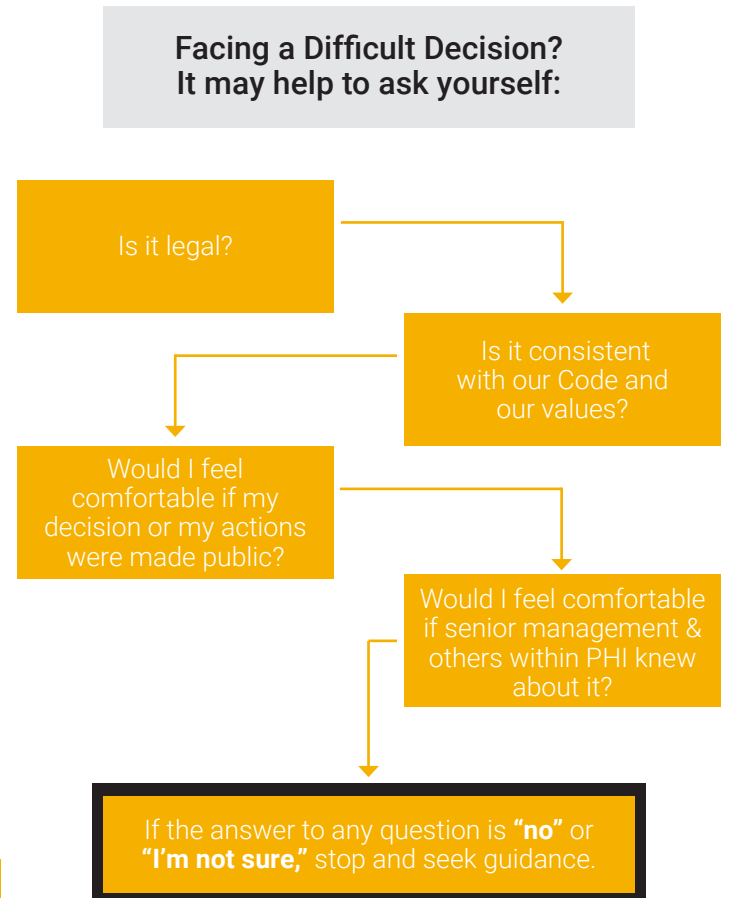 Facing a Difficult Decision?
It may help to ask yourself:
Is it legal?
Is it consistent
with our Code and
our values?
Would I feel
comfortable if my
decision or my actions
were made public?
Would I feel comfortable
if senior management &
others within PHI knew
about it?
If the answer to any question is “no” or
“I’m not sure,” stop and seek guidance.